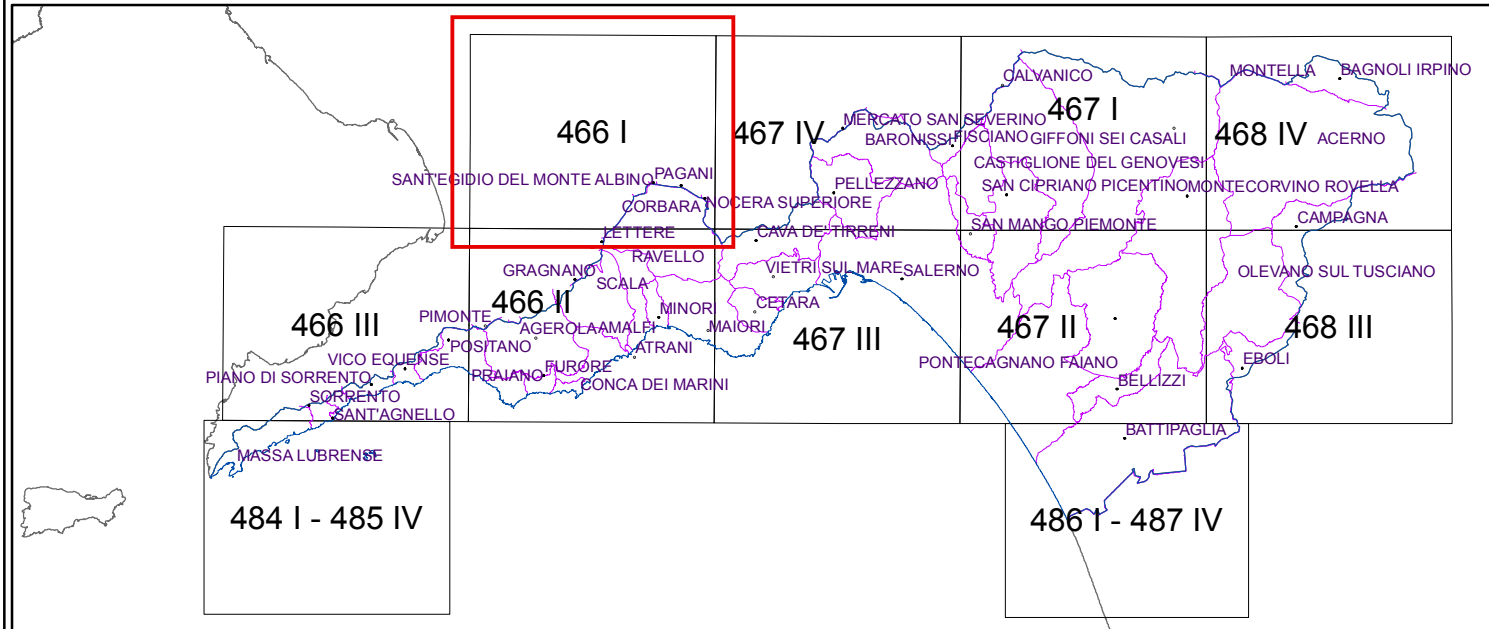 MONTELLA
BAGNOLI IRPINO
CALVANICO
467 I
466 I
467 IV
MERCATO SAN SEVERINO
468 IV
BARONISSI
FISCIANO
GIFFONI SEI CASALI
ACERNO
CASTIGLIONE DEL GENOVESI
SANT'EGIDIO DEL MONTE ALBINO
PAGANI
PELLEZZANO
SAN CIPRIANO PICENTINO
MONTECORVINO ROVELLA
CORBARA
NOCERA SUPERIORE
SAN MANGO PIEMONTE
CAMPAGNA
LETTERE
CAVA DE' TIRRENI
RAVELLO
GRAGNANO
VIETRI SUL MARE
SALERNO
OLEVANO SUL TUSCIANO
SCALA
466 II
CETARA
MINORI
PIMONTE
466 III
AGEROLA
AMALFI
MAIORI
467 III
467 II
468 III
POSITANO
ATRANI
VICO EQUENSE
FURORE
PONTECAGNANO FAIANO
EBOLI
PIANO DI SORRENTO
PRAIANO
CONCA DEI MARINI
BELLIZZI
SORRENTO
SANT'AGNELLO
BATTIPAGLIA
MASSA LUBRENSE
484 I - 485 IV
486 I - 487 IV